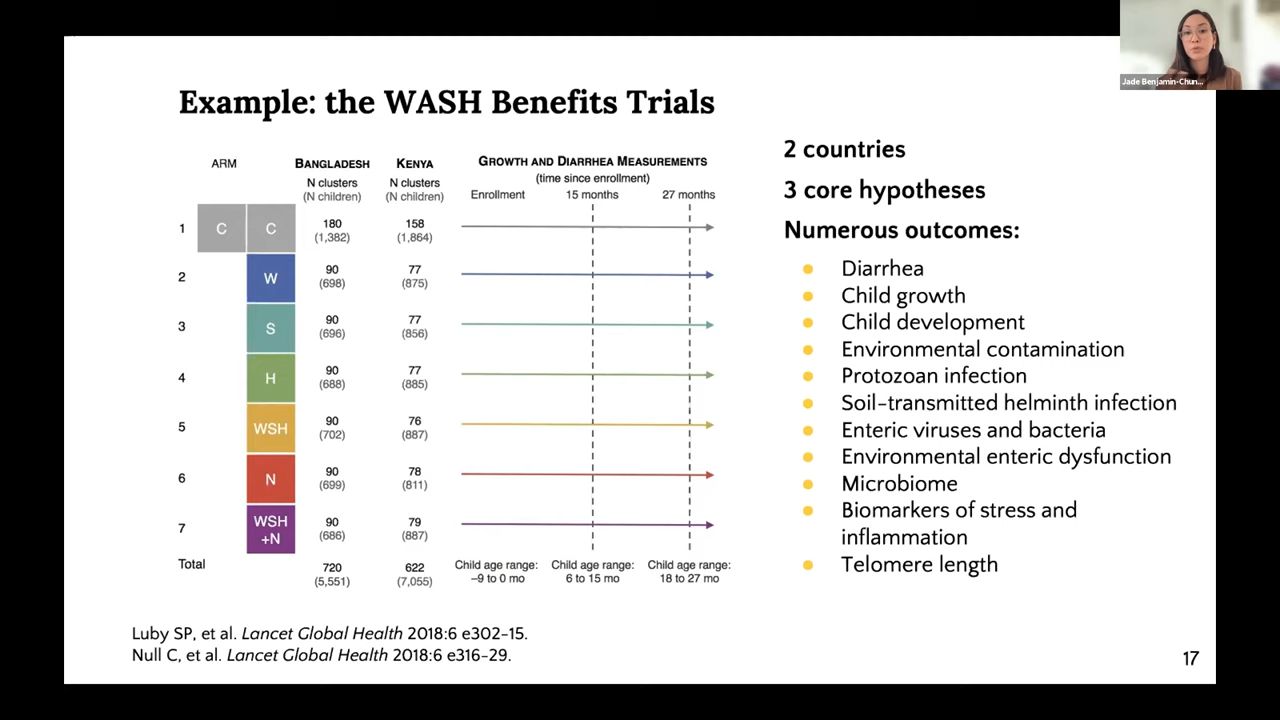 Jade Benjamin-Chun...
Example: the WASH Benefits Trials
ARM BANGLADESH KENYA GROWTH AND DIARRHEA MEASUREMENTS
N clusters N clusters (time since enrollment)
(N children) (N children) Enrollment 15 months 27 months
1 C C 180 158
(1,382) (1,864)
2 W 90 77
(698) (875)
3 S 90 77
(696) (856)
4 H 90 77
(688) (885)
5 WSH 90 76
(702) (887)
6 N 90 78
(699) (811)
7 WSH +N 90 79
(686) (887)
Total 720 622
(5,551) (7,055)
Child age range: Child age range: Child age range:
–9 to 0 mo 6 to 15 mo 18 to 27 mo
2 countries
3 core hypotheses
Numerous outcomes:
Diarrhea
Child growth
Child development
Environmental contamination
Protozoan infection
Soil-transmitted helminth infection
Enteric viruses and bacteria
Environmental enteric dysfunction
Microbiome
Biomarkers of stress and
inflammation
Telomere length
Luby SP, et al. Lancet Global Health 2018:6 e302-15.
Null C, et al. Lancet Global Health 2018:6 e316-29.
17